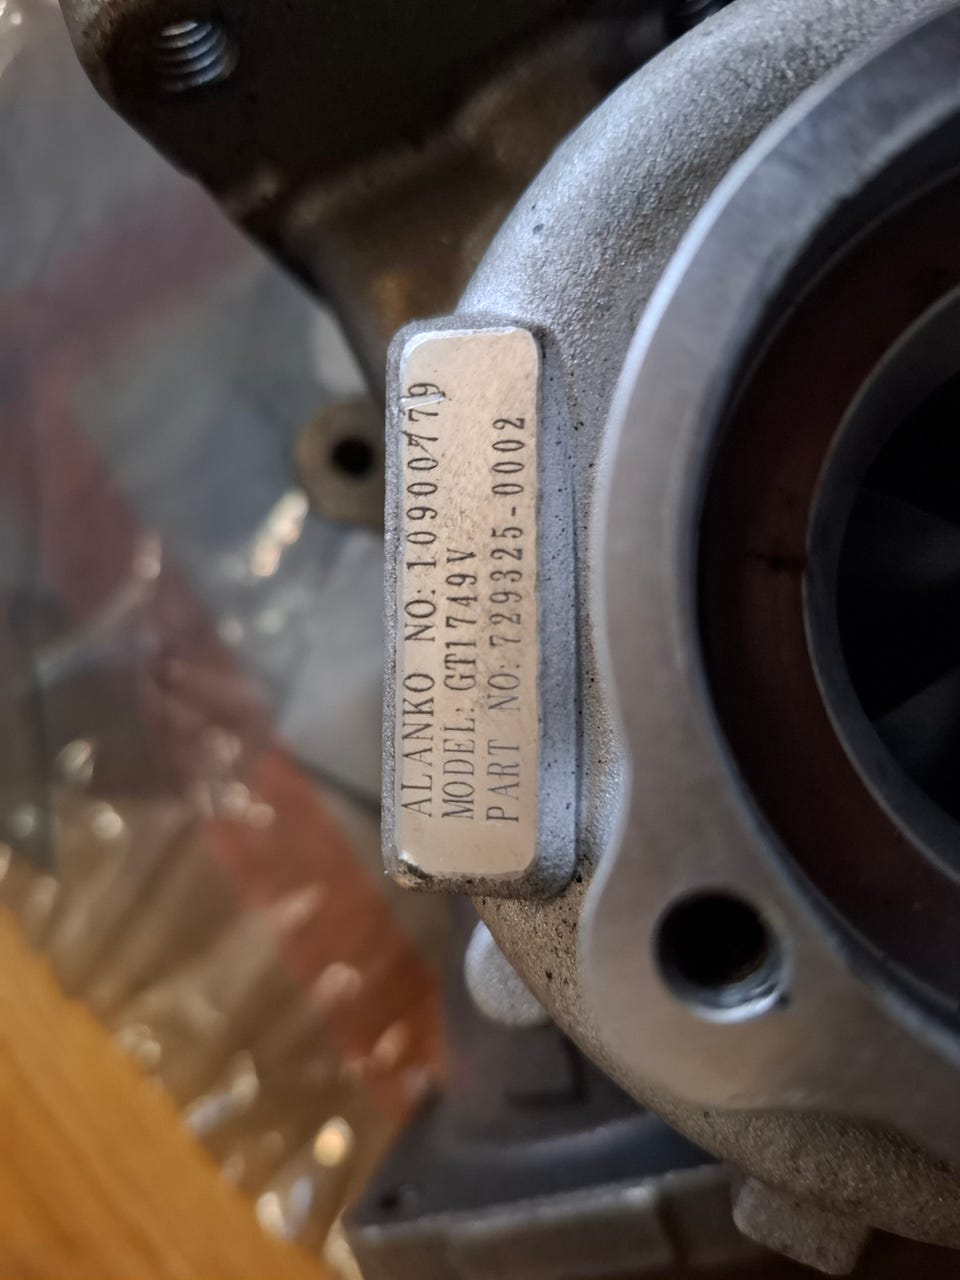 ALANKO NO: 10900779
MODEL: GT1749V
PART NO: 729325-0002